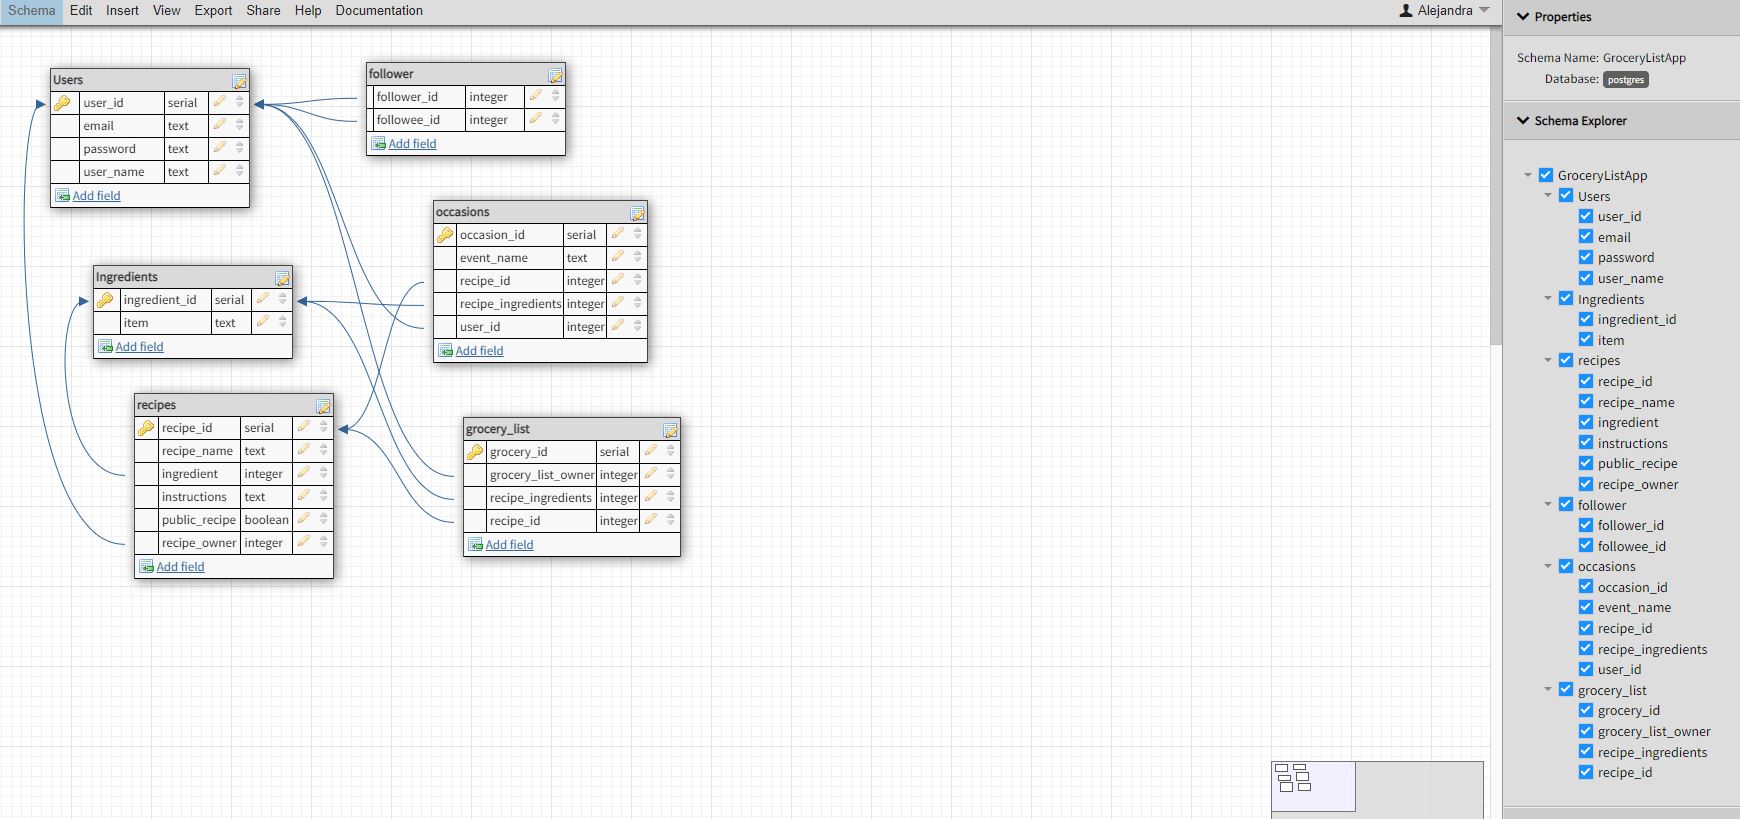 Schema Edit Insert View Export Share Help Documentation Alejandra
Users
user_id serial
email text
password text
user_name text
Add field
follower
follower_id integer
followee_id integer
Add field
occasions
occasion_id serial
event_name text
recipe_id integer
recipe_ingredients integer
user_id integer
Add field
Ingredients
ingredient_id serial
item text
Add field
recipes
recipe_id serial
recipe_name text
ingredient integer
instructions text
public_recipe boolean
recipe_owner integer
Add field
grocery_list
grocery_id serial
grocery_list_owner integer
recipe_ingredients integer
recipe_id integer
Add field
Properties
Schema Name: GroceryListApp
Database: postgres
Schema Explorer
GroceryListApp
Users
user_id
email
password
user_name
Ingredients
ingredient_id
item
recipes
recipe_id
recipe_name
ingredient
instructions
public_recipe
recipe_owner
follower
follower_id
followee_id
occasions
occasion_id
event_name
recipe_id
recipe_ingredients
user_id
grocery_list
grocery_id
grocery_list_owner
recipe_ingredients
recipe_id